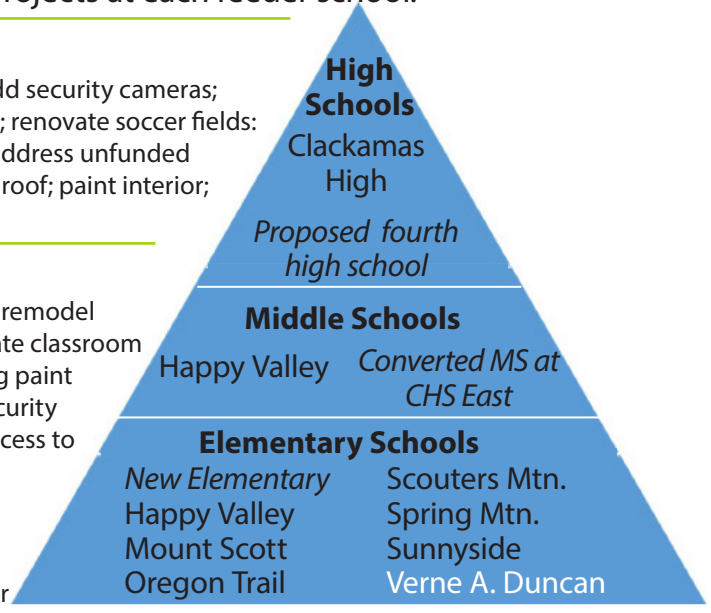 ojects at each feeder school.
dd security cameras;
; renovate soccer fields:
ddress unfunded
roof; paint interior;
remodel
te classroom
g paint
curity
cess to
r
High
Schools
Clackamas
High
Proposed fourth
high school
Middle Schools
Happy Valley
Converted MS at
CHS East
Elementary Schools
New Elementary
Happy Valley
Mount Scott
Oregon Trail
Scouters Mtn.
Spring Mtn.
Sunnyside
Verne A. Duncan